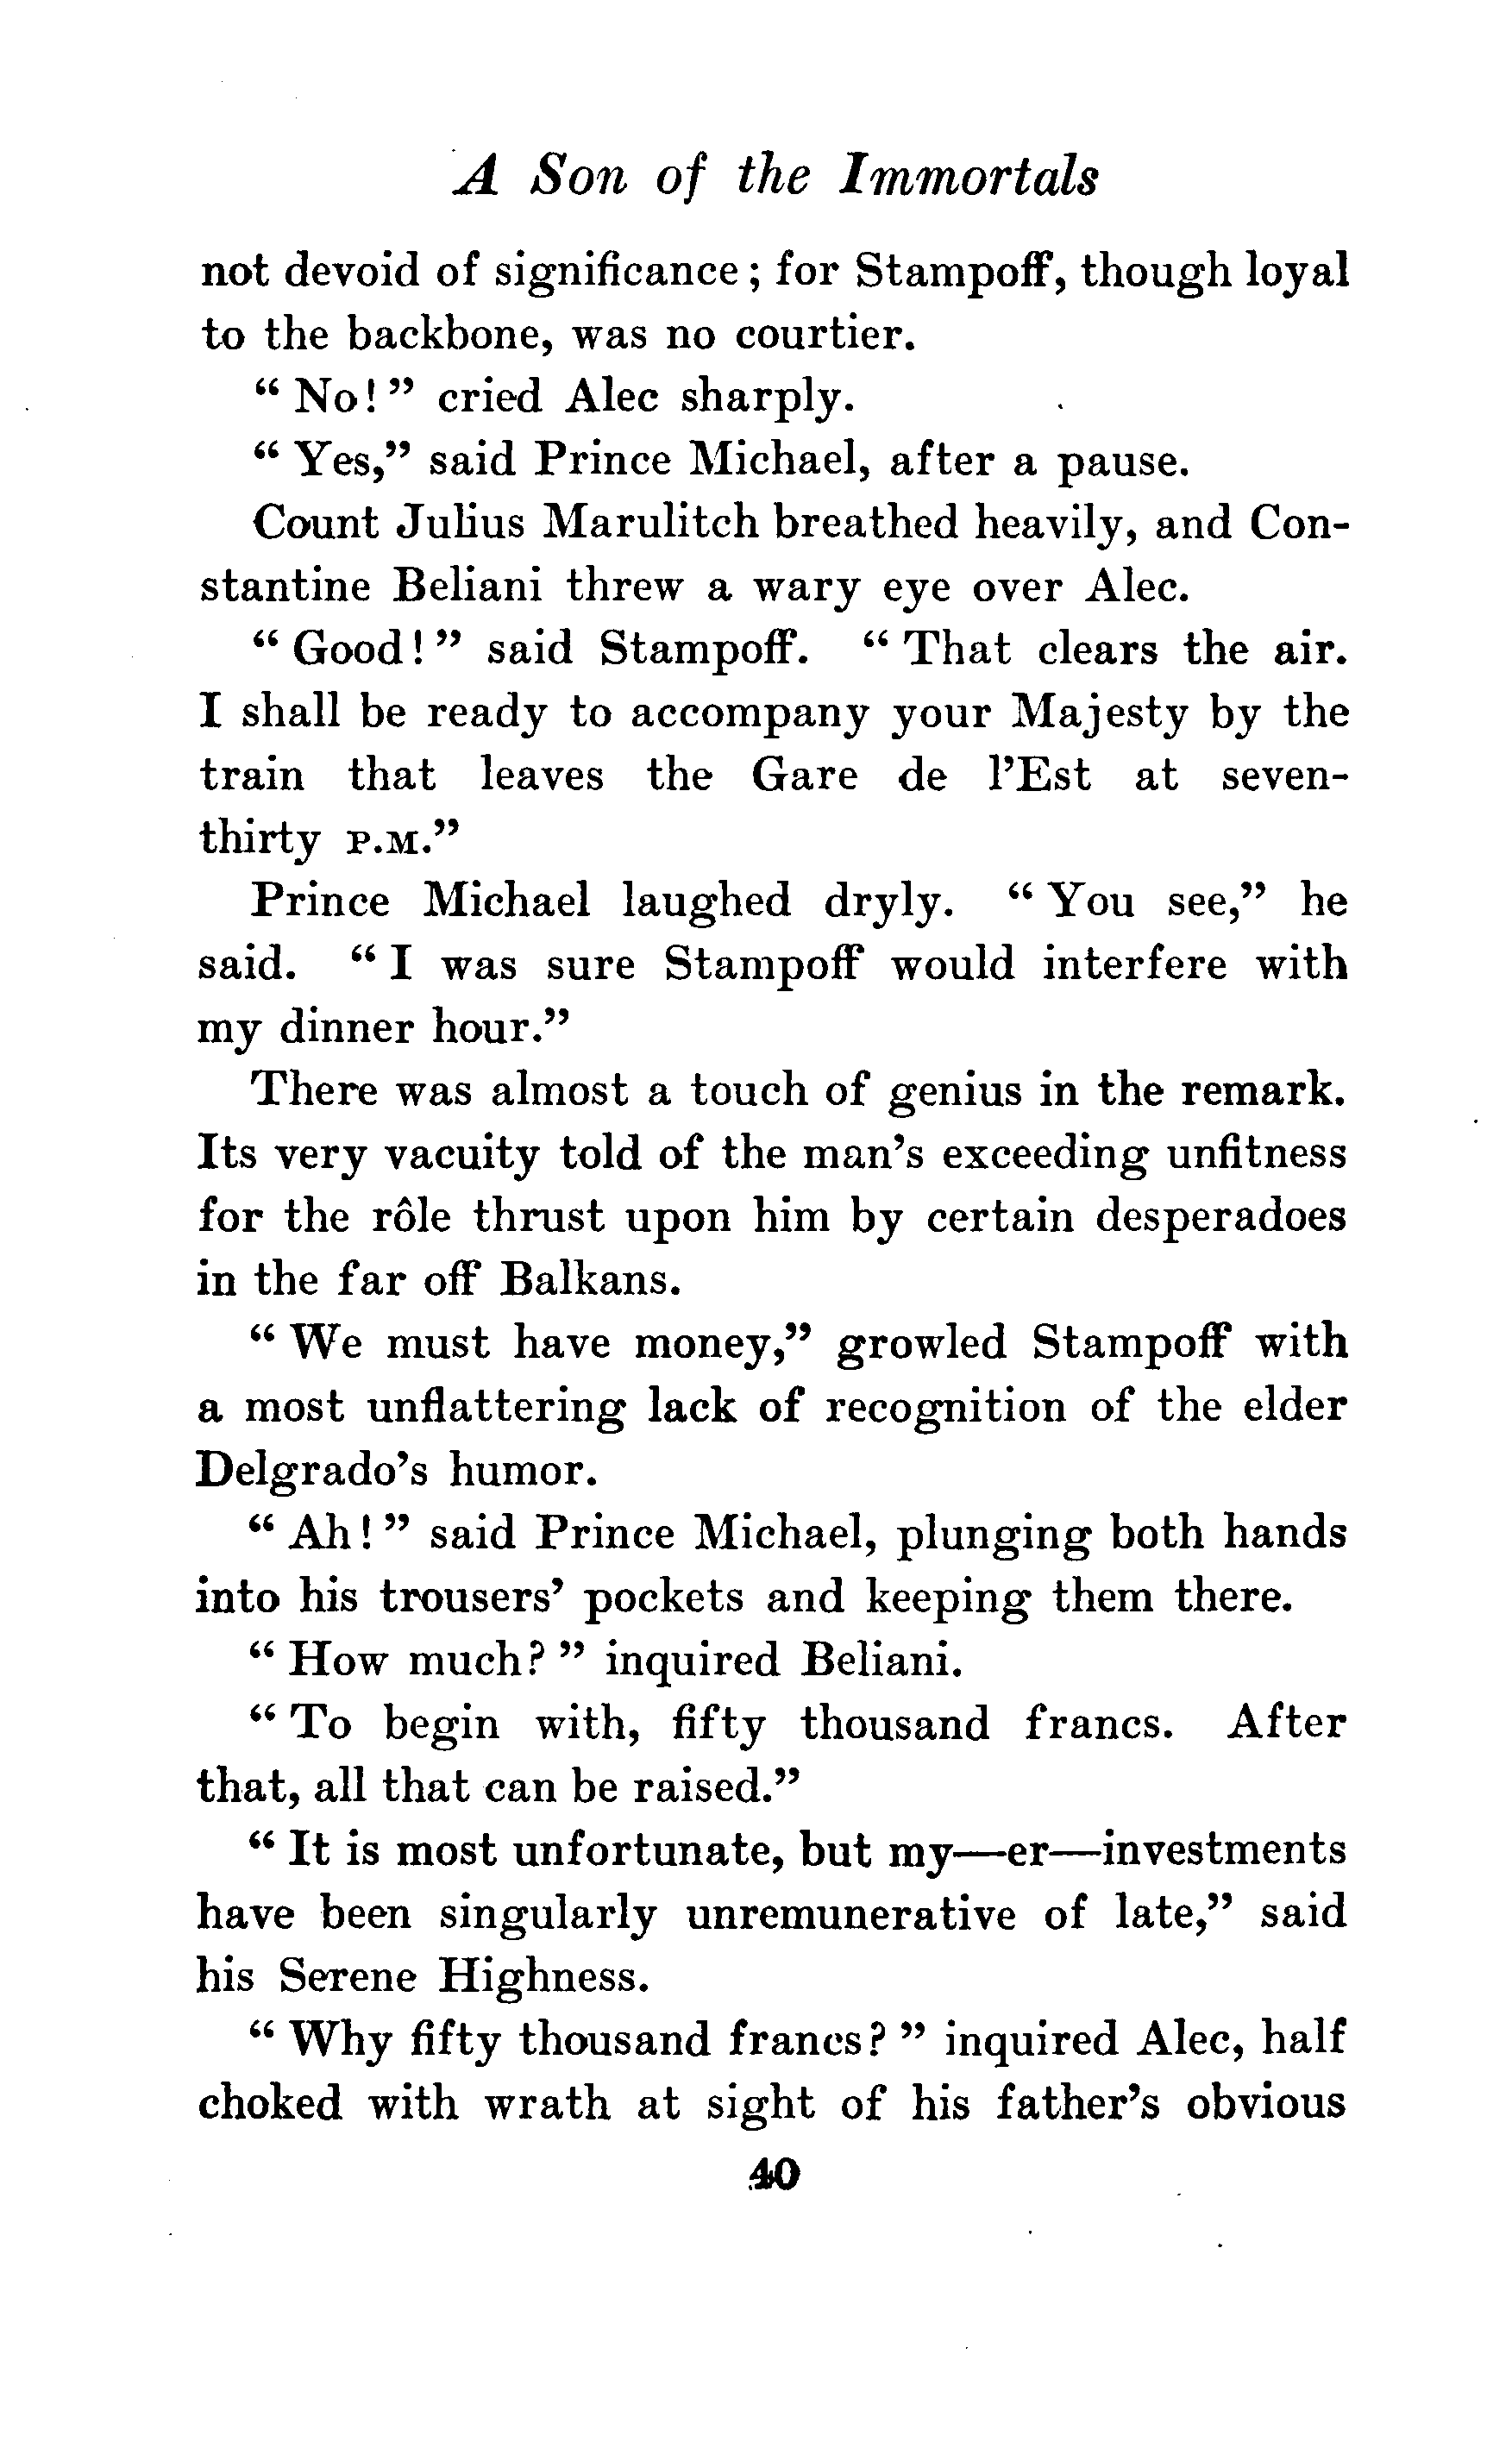 A Son of the Immortals
not devoid of significance; for Stampoff, though loyal
to the backbone, was no courtier.
“No!” cried Alec sharply.
“Yes,” said Prince Michael, after a pause.
Count Julius Marulitch breathed heavily, and Con-
stantine Beliani threw a wary eye over Alec.
“Good!” said Stampoff. “That clears the air.
I shall be ready to accompany your Majesty by the
train that leaves the Gare de l’Est at seven-
thirty P.M.”
Prince Michael laughed dryly. “You see,” he
said. “I was sure Stampoff would interfere with
my dinner hour.”
There was almost a touch of genius in the remark.
Its very vacuity told of the man’s exceeding unfitness
for the rôle thrust upon him by certain desperadoes
in the far off Balkans.
“We must have money,” growled Stampoff with
a most unflattering lack of recognition of the elder
Delgrado’s humor.
“Ah!” said Prince Michael, plunging both hands
into his trousers’ pockets and keeping them there.
“How much?” inquired Beliani.
“To begin with, fifty thousand francs. After
that, all that can be raised.”
“It is most unfortunate, but my—er—investments
have been singularly unremunerative of late,” said
his Serene Highness.
“Why fifty thousand francs?” inquired Alec, half
choked with wrath at sight of his father’s obvious
40